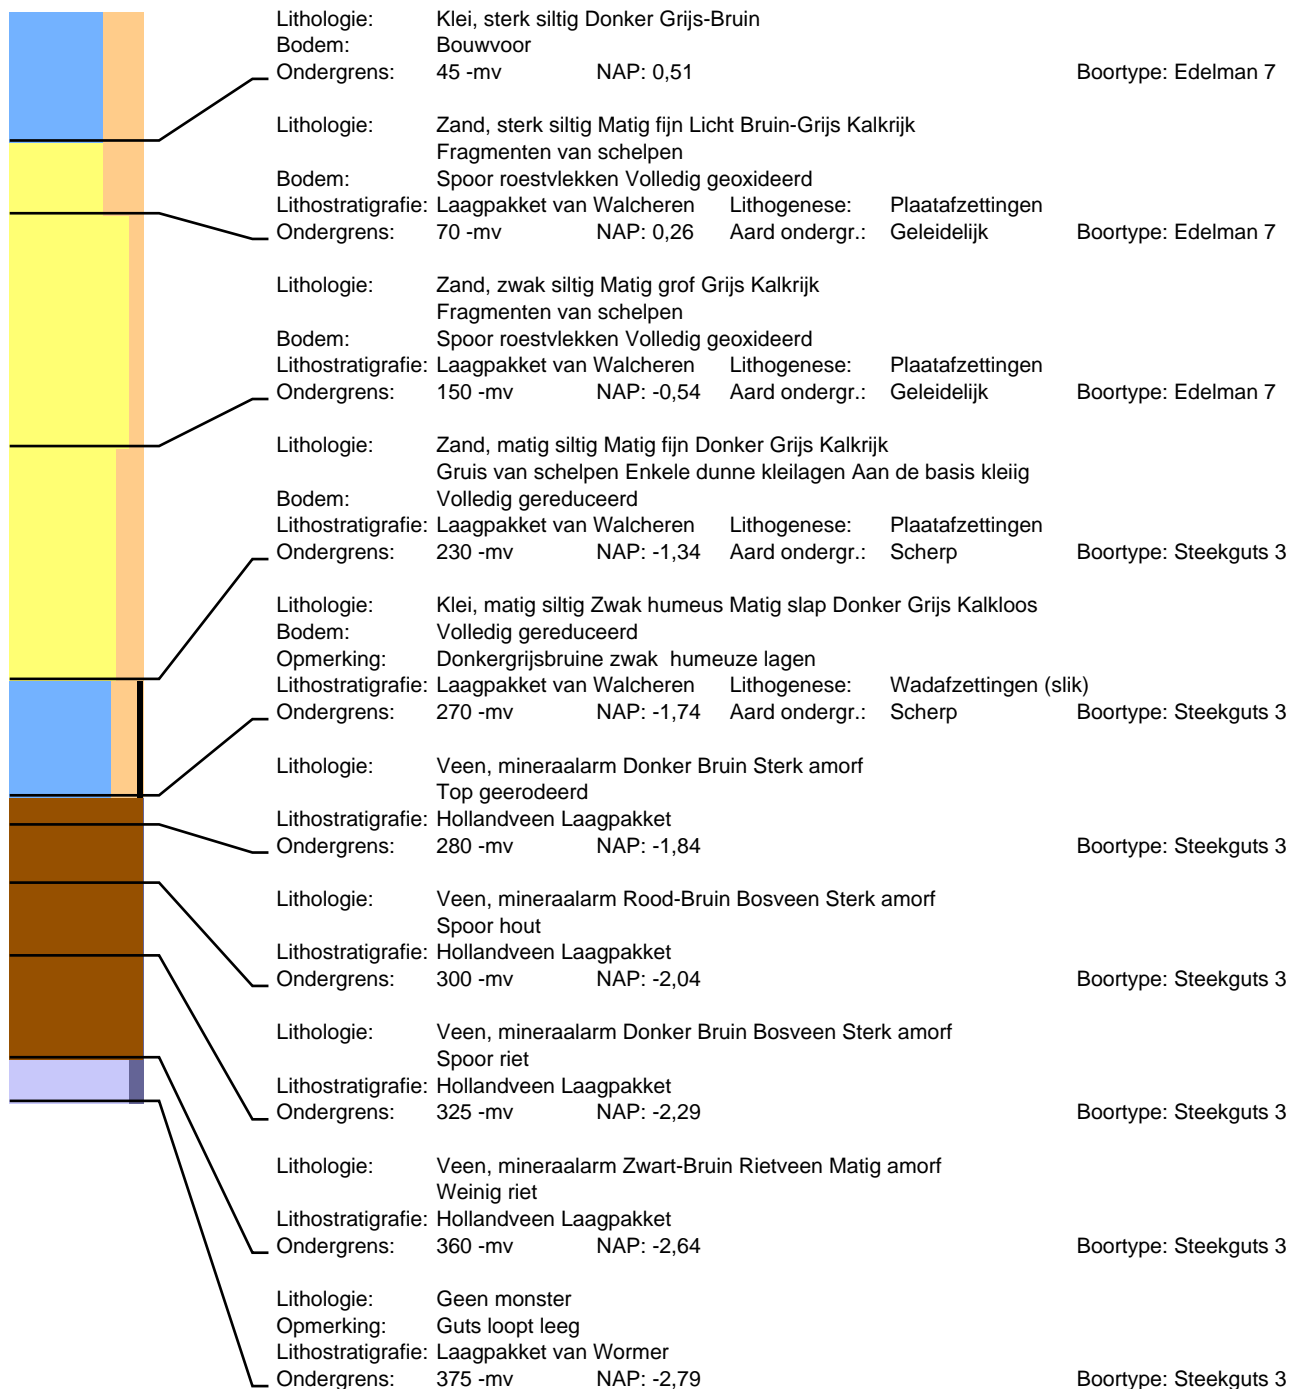 Lithologie: Klei, sterk siltig Donker Grijs-Bruin
Bodem: Bouwvoor
Ondergrens: 45 -mv NAP: 0,51 Boortype: Edelman 7
Lithologie: Zand, sterk siltig Matig fijn Licht Bruin-Grijs Kalkrijk
Fragmenten van schelpen
Bodem: Spoor roestvlekken Volledig geoxideerd
Lithostratigrafie: Laagpakket van Walcheren Lithogenese: Plaatafzettingen
Ondergrens: 70 -mv NAP: 0,26 Aard ondergr.: Geleidelijk Boortype: Edelman 7
Lithologie: Zand, zwak siltig Matig grof Grijs Kalkrijk
Fragmenten van schelpen
Bodem: Spoor roestvlekken Volledig geoxideerd
Lithostratigrafie: Laagpakket van Walcheren Lithogenese: Plaatafzettingen
Ondergrens: 150 -mv NAP: -0,54 Aard ondergr.: Geleidelijk Boortype: Edelman 7
Lithologie: Zand, matig siltig Matig fijn Donker Grijs Kalkrijk
Gruis van schelpen Enkele dunne kleilagen Aan de basis kleiig
Bodem: Volledig gereduceerd
Lithostratigrafie: Laagpakket van Walcheren Lithogenese: Plaatafzettingen
Ondergrens: 230 -mv NAP: -1,34 Aard ondergr.: Scherp Boortype: Steekguts 3
Lithologie: Klei, matig siltig Zwak humeus Matig slap Donker Grijs Kalkloos
Bodem: Volledig gereduceerd
Opmerking: Donkergrijsbruine zwak  humeuze lagen
Lithostratigrafie: Laagpakket van Walcheren Lithogenese: Wadafzettingen (slik)
Ondergrens: 270 -mv NAP: -1,74 Aard ondergr.: Scherp Boortype: Steekguts 3
Lithologie: Veen, mineraalarm Donker Bruin Sterk amorf
Top geerodeerd
Lithostratigrafie: Hollandveen Laagpakket
Ondergrens: 280 -mv NAP: -1,84 Boortype: Steekguts 3
Lithologie: Veen, mineraalarm Rood-Bruin Bosveen Sterk amorf
Spoor hout
Lithostratigrafie: Hollandveen Laagpakket
Ondergrens: 300 -mv NAP: -2,04 Boortype: Steekguts 3
Lithologie: Veen, mineraalarm Donker Bruin Bosveen Sterk amorf
Spoor riet
Lithostratigrafie: Hollandveen Laagpakket
Ondergrens: 325 -mv NAP: -2,29 Boortype: Steekguts 3
Lithologie: Veen, mineraalarm Zwart-Bruin Rietveen Matig amorf
Weinig riet
Lithostratigrafie: Hollandveen Laagpakket
Ondergrens: 360 -mv NAP: -2,64 Boortype: Steekguts 3
Lithologie: Geen monster
Opmerking: Guts loopt leeg
Lithostratigrafie: Laagpakket van Wormer
Ondergrens: 375 -mv NAP: -2,79 Boortype: Steekguts 3